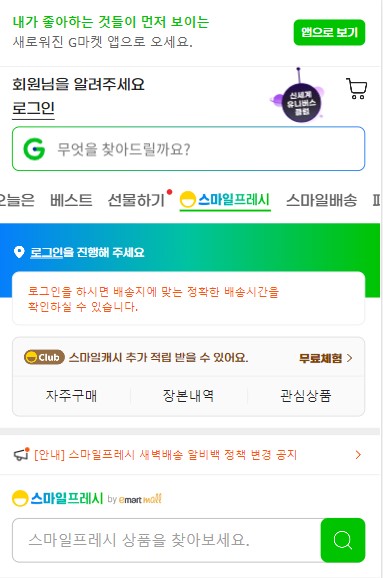 내가 좋아하는 것들이 먼저 보이는
새로워진 G마켓 앱으로 오세요.
앱으로 보기
회원님을 알려주세요
로그인
신세계
유니버스
클럽
무엇을 찾아드릴까요?
오늘은 베스트 선물하기 스마일프레시 스마일배송
로그인을 진행해 주세요
로그인을 하시면 배송지에 맞는 정확한 배송시간을
확인하실 수 있습니다.
Club 스마일캐시 추가 적립 받을 수 있어요. 무료체험
자주구매 장본내역 관심상품
[안내] 스마일프레시 새벽배송 알비백 정책 변경 공지
스마일프레시 by emart mall
스마일프레시 상품을 찾아보세요.